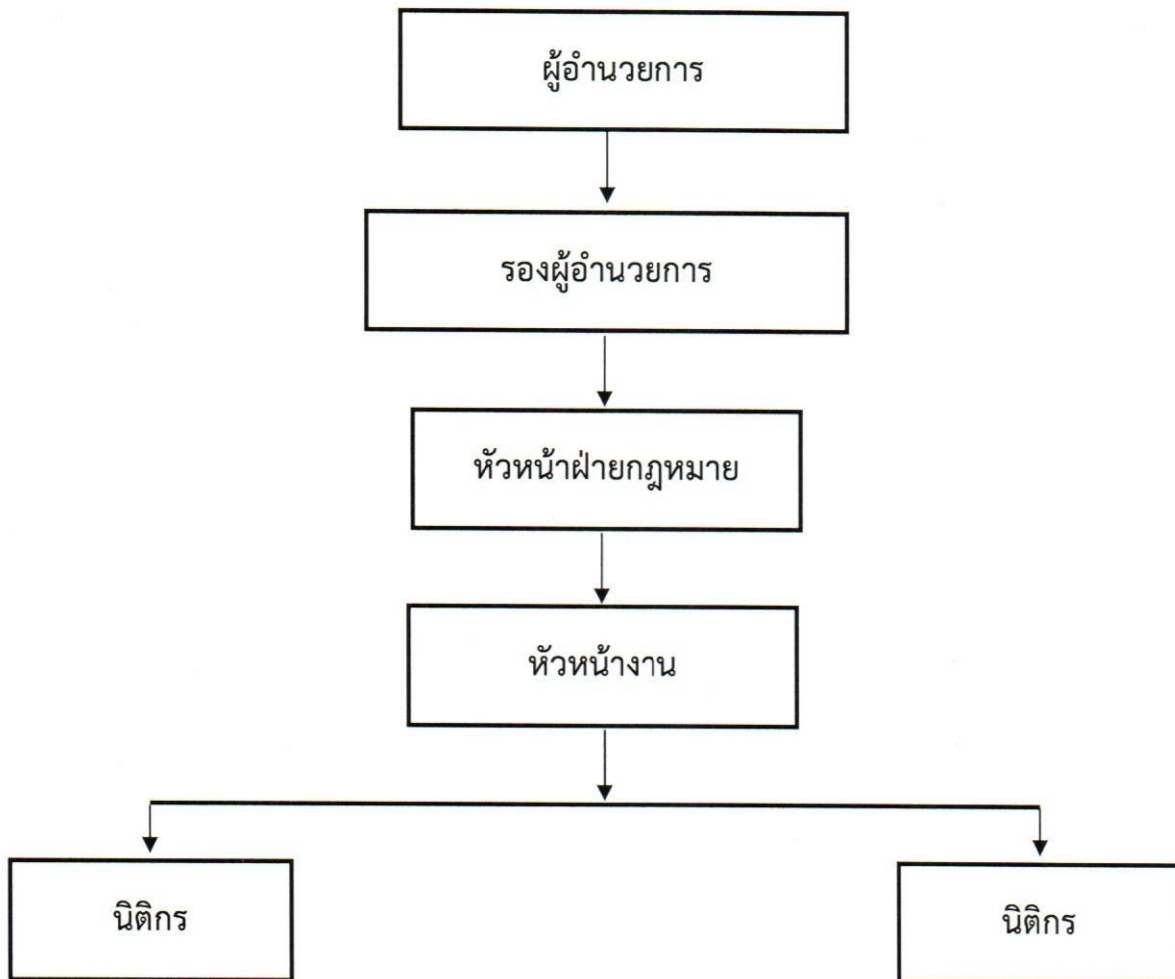 ผู้อำนวยการ
รองผู้อำนวยการ
หัวหน้าฝ่ายกฎหมาย
หัวหน้างาน
นิติกร
นิติกร